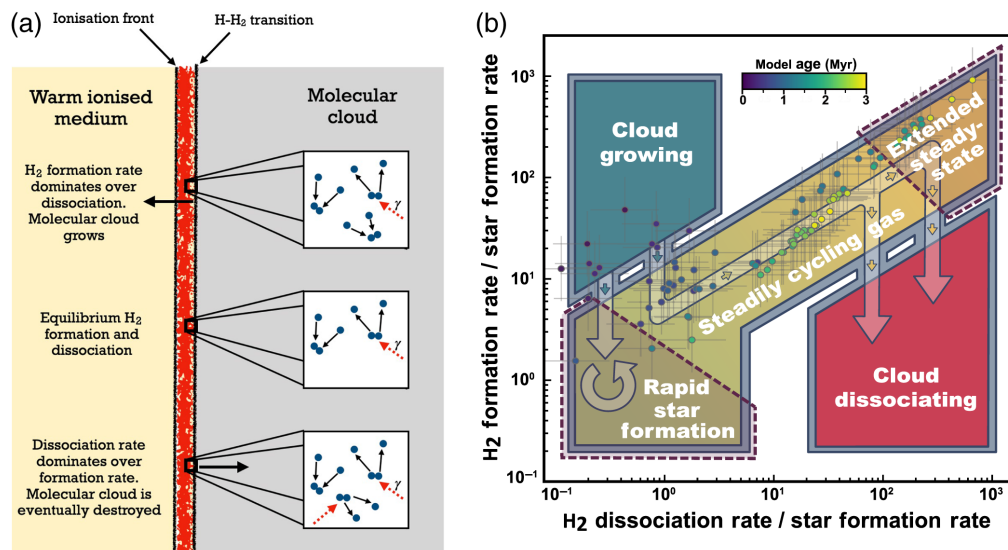 (a)
Ionisation front
H-H₂ transition
Warm ionised
medium
Molecular
cloud
H₂ formation rate
dominates over
dissociation.
Molecular cloud
grows
γ
Equilibrium H₂
formation and
dissociation
γ
Dissociation rate
dominates over
formation rate.
Molecular cloud is
eventually destroyed
γ
(b)
H₂ formation rate / star formation rate
10³
10²
10¹
10⁰
10⁻¹
Model age (Myr)
0 1 2 3
Cloud
growing
Extended
steady-
state
Steadily cycling gas
Rapid
star
formation
Cloud
dissociating
10⁻¹ 10⁰ 10¹ 10² 10³
H₂ dissociation rate / star formation rate